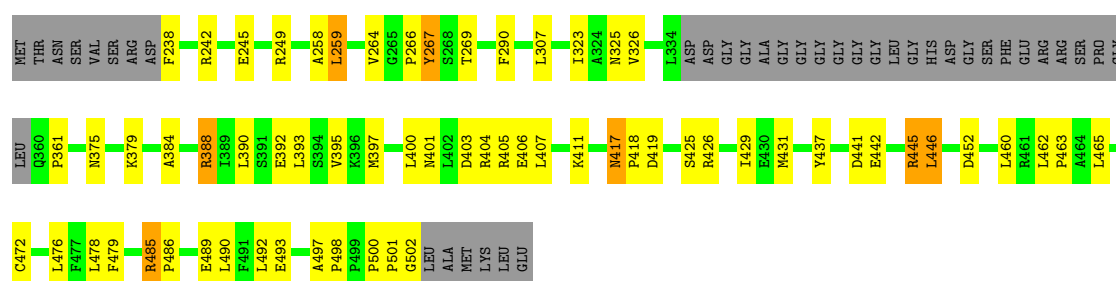 MET THR ASN SER VAL SER ARG ASP F238 R242 E245 R249 A258 L259 V264 G265 P266 Y267 S268 T269 F290 L307 I323 A324 N325 V326 L334 ASP ASP GLY GLY ALA GLY GLY GLY GLY GLY GLY LEU GLY HIS ASP GLY SER PHE GLU ARG ARG SER PRO GLY
LEU Q360 P361 N375 K379 A384 R388 I389 L390 S391 E392 L393 S394 V395 K396 M397 L400 N401 L402 D403 R404 R405 E406 L407 K411 N417 P418 D419 S425 R426 I429 E430 M431 Y437 D441 E442 R445 L446 D452 L460 R461 L462 P463 A464 L465
C472 L476 F477 L478 F479 R485 P486 E489 L490 F491 L492 E493 A497 P498 P499 P500 P501 G502 LEU ALA MET LYS LEU GLU